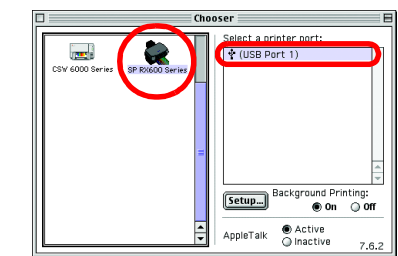 Chooser
Select a printer port:
(USB Port 1)
CSW 6000 Series
SP RX600 Series
Setup...
Background Printing:
On
Off
AppleTalk
Active
Inactive
7.6.2